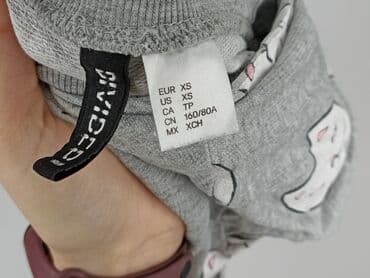 DIVIDED
EUR XS
US XS
CA TP
CN 160/80A
MX XCH